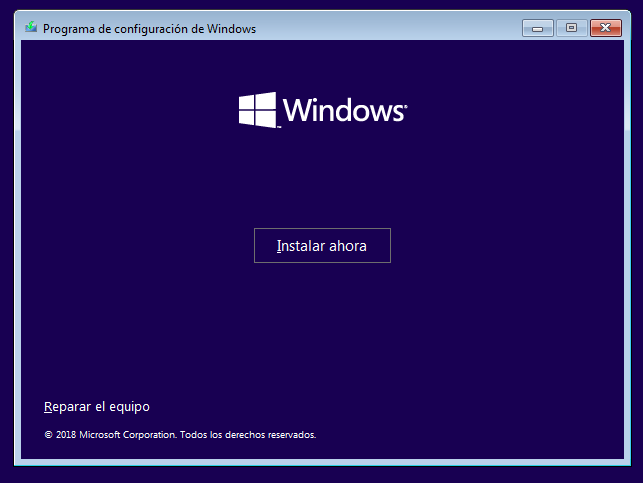 Programa de configuración de Windows
Windows®
Instalar ahora
Reparar el equipo
© 2018 Microsoft Corporation. Todos los derechos reservados.